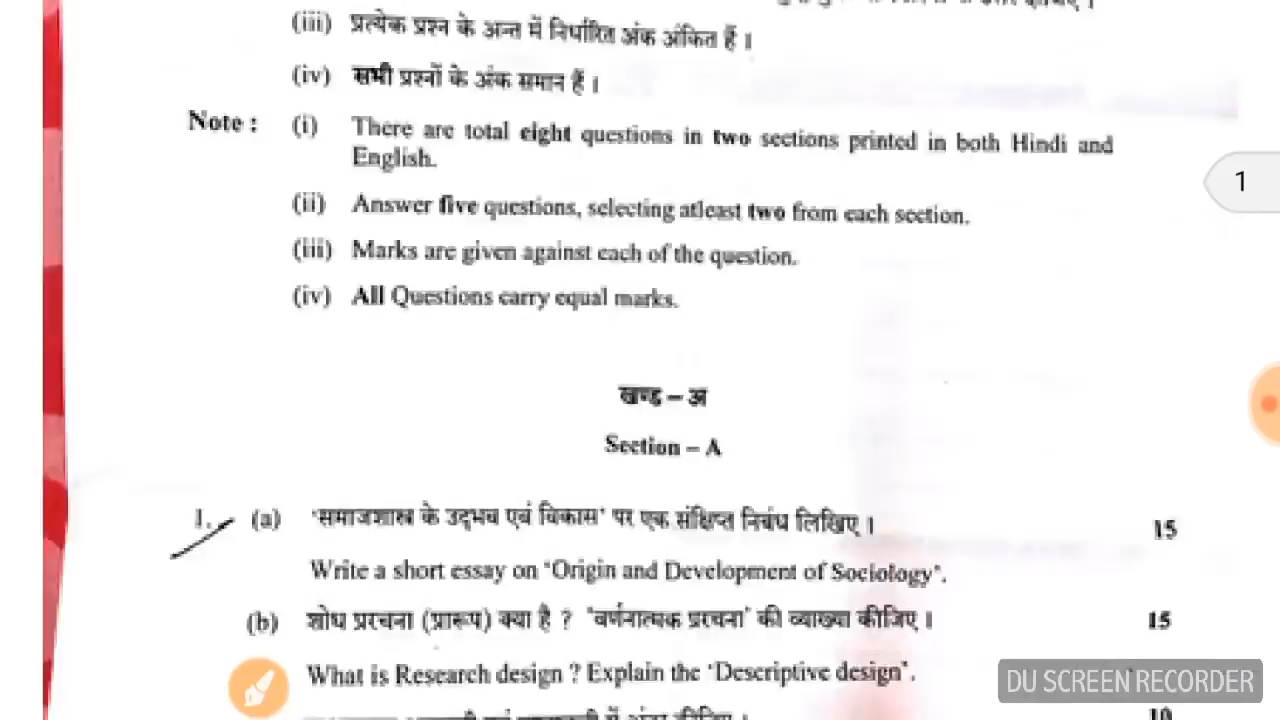 (iii) प्रत्येक प्रश्न के अन्त में निर्धारित अंक अंकित हैं ।
(iv) सभी प्रश्नों के अंक समान हैं ।
Note : (i) There are total eight questions in two sections printed in both Hindi and
English.
1
(ii) Answer five questions, selecting atleast two from each section.
(iii) Marks are given against each of the question.
(iv) All Questions carry equal marks.
खण्ड – अ
Section – A
1. (a) 'समाजशास्त्र के उद्भव एवं विकास' पर एक संक्षिप्त निबंध लिखिए । 15
Write a short essay on 'Origin and Development of Sociology'.
(b) शोध प्ररचना (प्रारूप) क्या है ? 'वर्णनात्मक प्ररचना' की व्याख्या कीजिए । 15
What is Research design ? Explain the 'Descriptive design'.
DU SCREEN RECORDER
एवं में अंतर कीजिए । 10